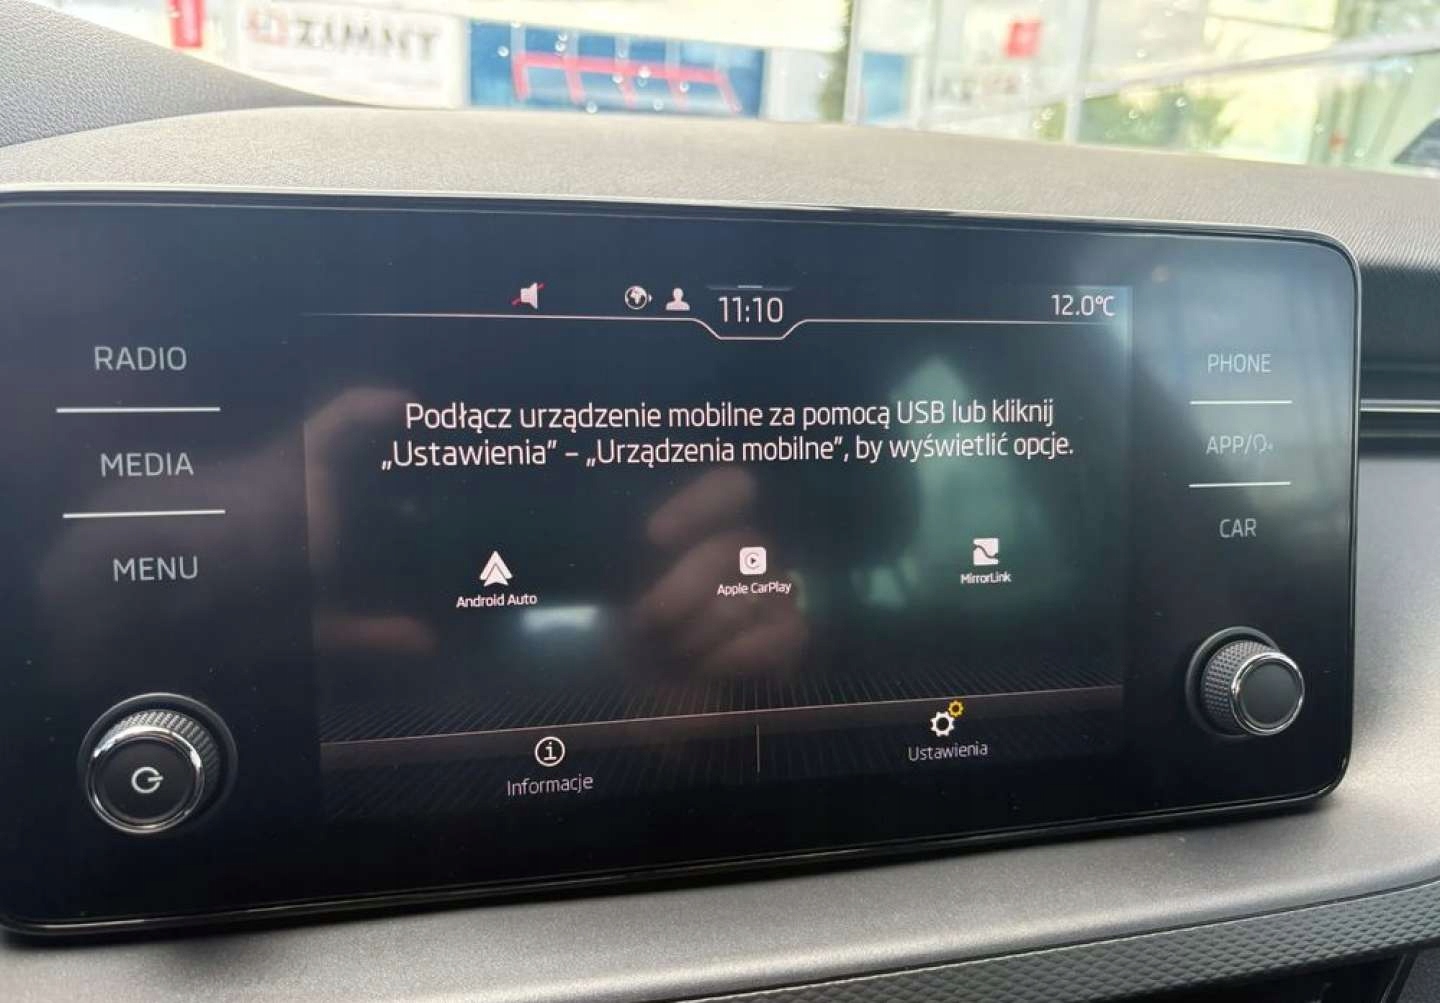 ZIMNY
11:10
12.0°C
RADIO
MEDIA
MENU
Podłącz urządzenie mobilne za pomocą USB lub kliknij
„Ustawienia” – „Urządzenia mobilne”, by wyświetlić opcje.
Android Auto
Apple CarPlay
MirrorLink
Informacje
Ustawienia
PHONE
APP/
CAR